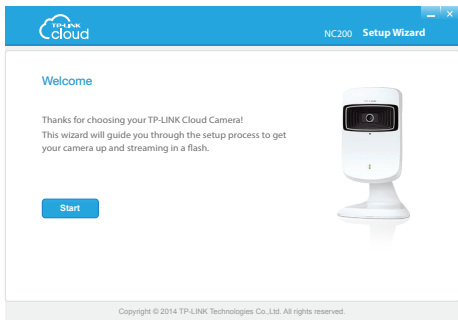 TP-LINK
cloud
NC200 Setup Wizard
Welcome
Thanks for choosing your TP-LINK Cloud Camera!
This wizard will guide you through the setup process to get
your camera up and streaming in a flash.
Start
Copyright © 2014 TP-LINK Technologies Co.,Ltd. All rights reserved.